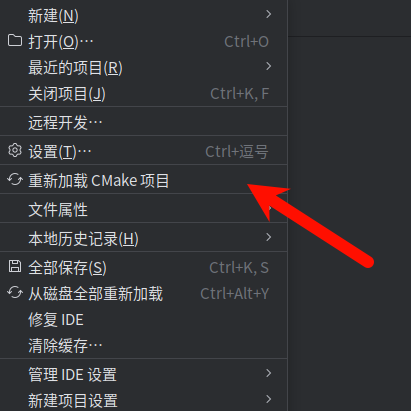 新建(N)
打开(O)… Ctrl+O
最近的项目(R)
关闭项目(J) Ctrl+K, F
远程开发…
设置(T)… Ctrl+逗号
重新加载 CMake 项目
文件属性
本地历史记录(H)
全部保存(S) Ctrl+K, S
从磁盘全部重新加载 Ctrl+Alt+Y
修复 IDE
清除缓存…
管理 IDE 设置
新建项目设置